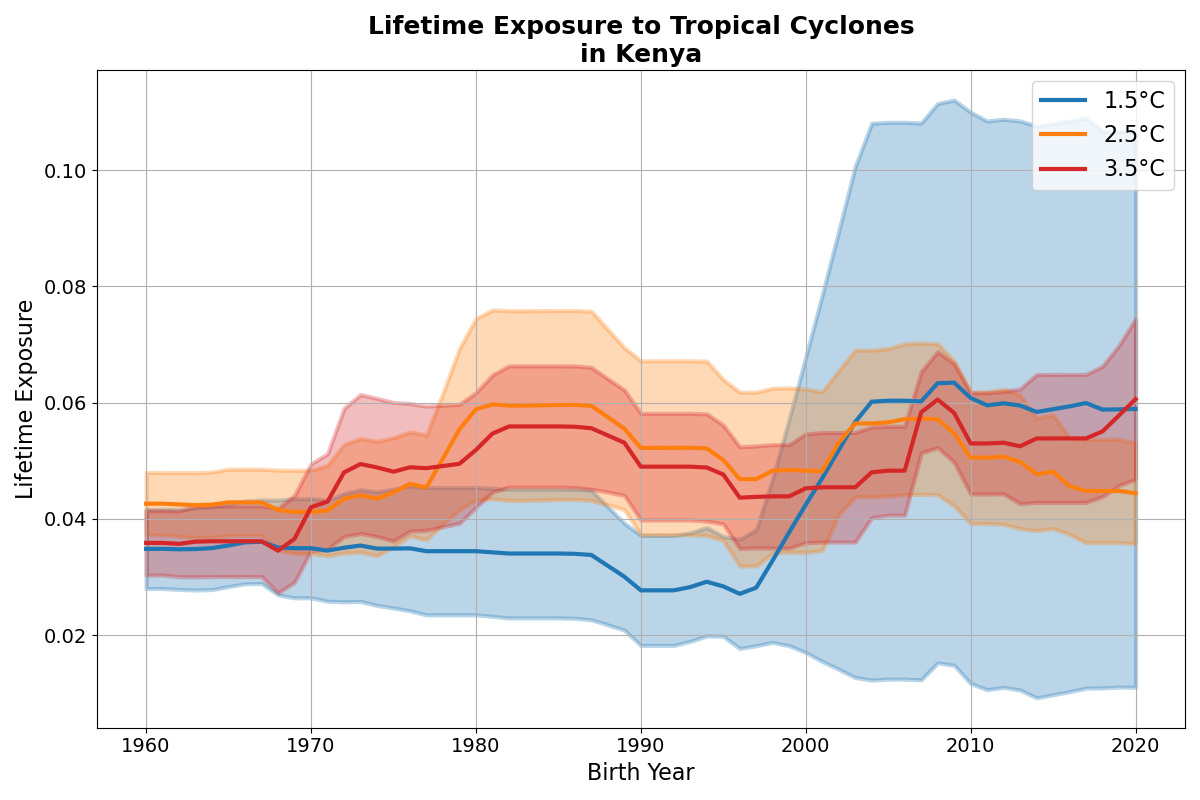 Lifetime Exposure to Tropical Cyclones
in Kenya
1.5°C
2.5°C
3.5°C
0.10
0.08
0.06
0.04
0.02
Lifetime Exposure
1960 1970 1980 1990 2000 2010 2020
Birth Year